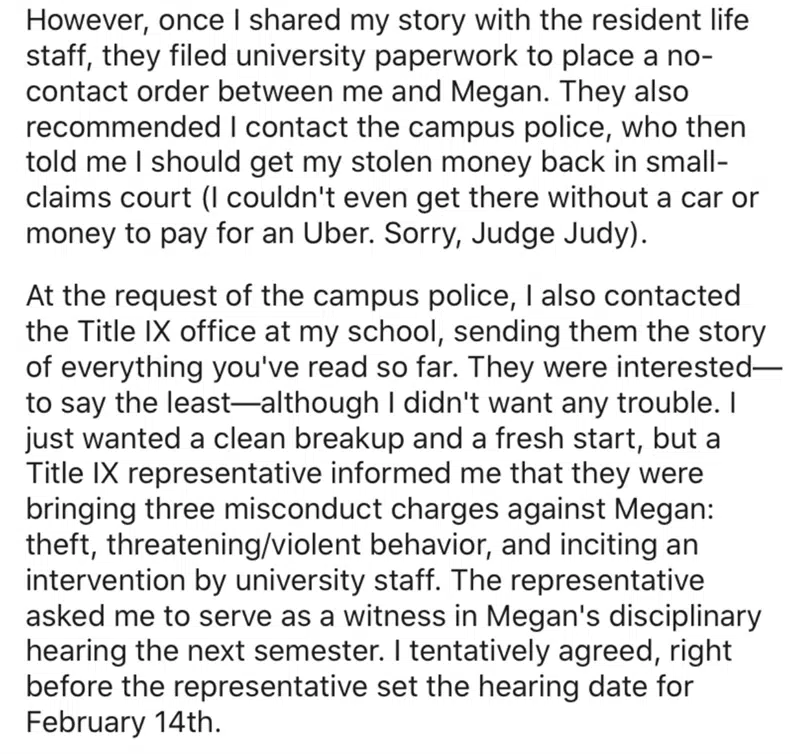 However, once I shared my story with the resident life
staff, they filed university paperwork to place a no-
contact order between me and Megan. They also
recommended I contact the campus police, who then
told me I should get my stolen money back in small-
claims court (I couldn't even get there without a car or
money to pay for an Uber. Sorry, Judge Judy).
At the request of the campus police, I also contacted
the Title IX office at my school, sending them the story
of everything you've read so far. They were interested—
to say the least—although I didn't want any trouble. I
just wanted a clean breakup and a fresh start, but a
Title IX representative informed me that they were
bringing three misconduct charges against Megan:
theft, threatening/violent behavior, and inciting an
intervention by university staff. The representative
asked me to serve as a witness in Megan's disciplinary
hearing the next semester. I tentatively agreed, right
before the representative set the hearing date for
February 14th.